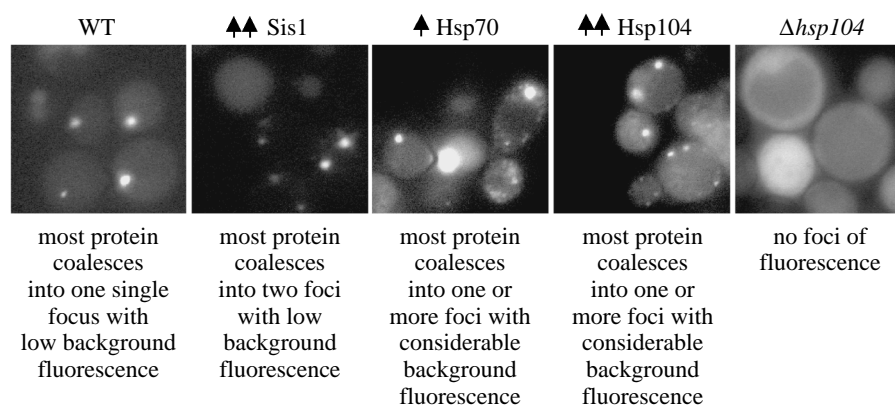 WT
↑↑ Sis1
↑ Hsp70
↑↑ Hsp104
Δhsp104
most protein
coalesces
into one single
focus with
low background
fluorescence
most protein
coalesces
into two foci
with low
background
fluorescence
most protein
coalesces
into one or
more foci with
considerable
background
fluorescence
most protein
coalesces
into one or
more foci with
considerable
background
fluorescence
no foci of
fluorescence